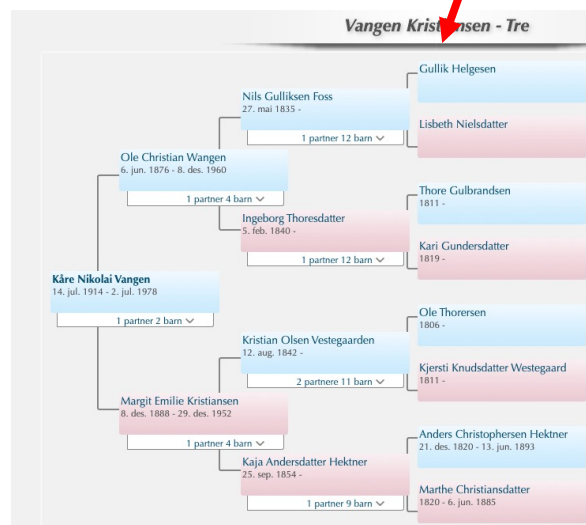 Vangen Kristiansen - Tre
Gullik Helgesen
Nils Gulliksen Foss
27. mai 1835 -
Lisbeth Nielsdatter
1 partner 12 barn
Ole Christian Wangen
6. jun. 1876 - 8. des. 1960
Thore Gulbrandsen
1811 -
1 partner 4 barn
Ingeborg Thoresdatter
5. feb. 1840 -
Kari Gundersdatter
1819 -
1 partner 12 barn
Kåre Nikolai Vangen
14. jul. 1914 - 2. jul. 1978
Ole Thorersen
1806 -
1 partner 2 barn
Kristian Olsen Vestegaarden
12. aug. 1842 -
Kjersti Knudsdatter Westegaard
1811 -
2 partnere 11 barn
Margit Emilie Kristiansen
8. des. 1888 - 29. des. 1952
Anders Christophersen Hektner
21. des. 1820 - 13. jun. 1893
1 partner 4 barn
Kaja Andersdatter Hektner
25. sep. 1854 -
Marthe Christiansdatter
1820 - 6. jun. 1885
1 partner 9 barn